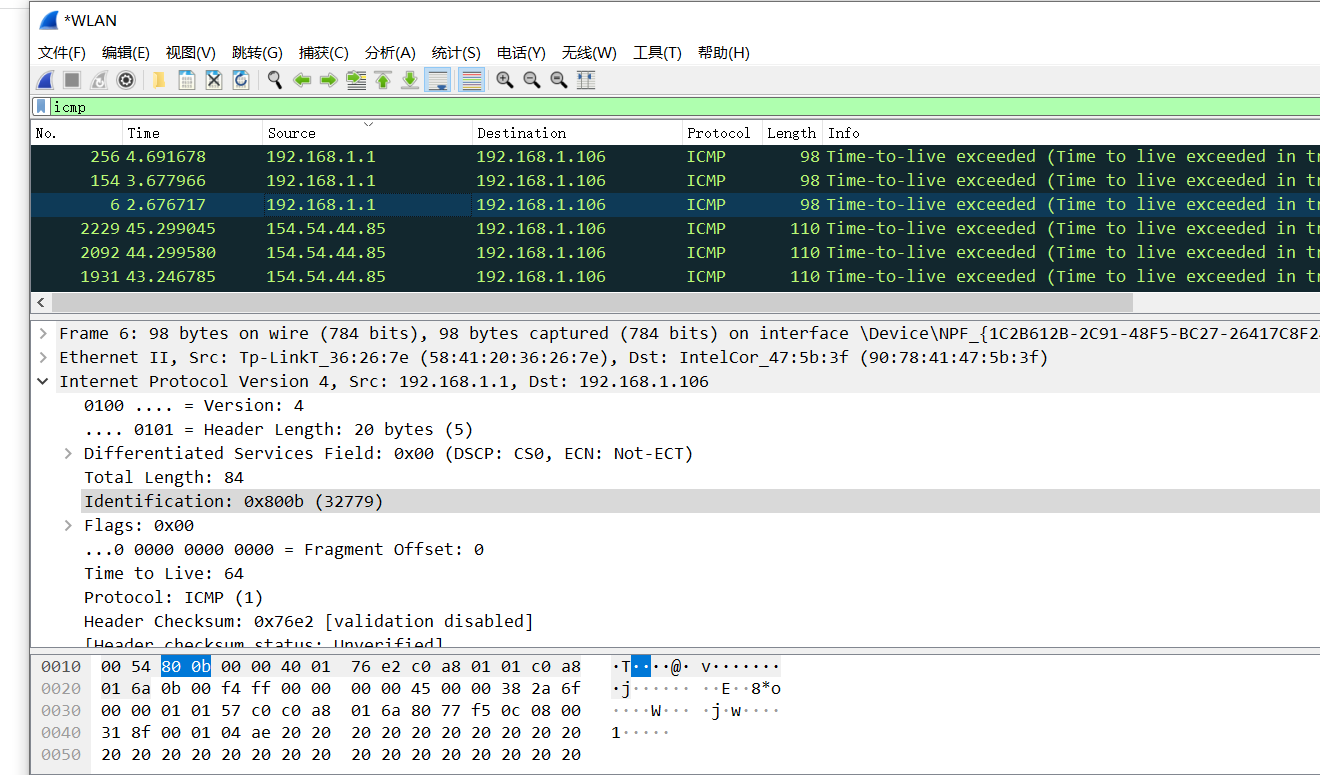 *WLAN
文件(F) 编辑(E) 视图(V) 跳转(G) 捕获(C) 分析(A) 统计(S) 电话(Y) 无线(W) 工具(T) 帮助(H)
icmp
No. Time Source Destination Protocol Length Info
256 4.691678 192.168.1.1 192.168.1.106 ICMP 98 Time-to-live exceeded (Time to live exceeded in tr
154 3.677966 192.168.1.1 192.168.1.106 ICMP 98 Time-to-live exceeded (Time to live exceeded in tr
6 2.676717 192.168.1.1 192.168.1.106 ICMP 98 Time-to-live exceeded (Time to live exceeded in tr
2229 45.299045 154.54.44.85 192.168.1.106 ICMP 110 Time-to-live exceeded (Time to live exceeded in tr
2092 44.299580 154.54.44.85 192.168.1.106 ICMP 110 Time-to-live exceeded (Time to live exceeded in tr
1931 43.246785 154.54.44.85 192.168.1.106 ICMP 110 Time-to-live exceeded (Time to live exceeded in tr
Frame 6: 98 bytes on wire (784 bits), 98 bytes captured (784 bits) on interface \Device\NPF_{1C2B612B-2C91-48F5-BC27-26417C8F2
Ethernet II, Src: Tp-LinkT_36:26:7e (58:41:20:36:26:7e), Dst: IntelCor_47:5b:3f (90:78:41:47:5b:3f)
Internet Protocol Version 4, Src: 192.168.1.1, Dst: 192.168.1.106
0100 .... = Version: 4
.... 0101 = Header Length: 20 bytes (5)
Differentiated Services Field: 0x00 (DSCP: CS0, ECN: Not-ECT)
Total Length: 84
Identification: 0x800b (32779)
Flags: 0x00
...0 0000 0000 0000 = Fragment Offset: 0
Time to Live: 64
Protocol: ICMP (1)
Header Checksum: 0x76e2 [validation disabled]
[Header checksum status: Unverified]
0010 00 54 80 0b 00 00 40 01 76 e2 c0 a8 01 01 c0 a8 ·T····@· v·······
0020 01 6a 0b 00 f4 ff 00 00 00 00 45 00 00 38 2a 6f ·j······ ··E··8*o
0030 00 00 01 01 57 c0 c0 a8 01 6a 80 77 f5 0c 08 00 ····W··· ·j·w····
0040 31 8f 00 01 04 ae 20 20 20 20 20 20 20 20 20 20 1·····
0050 20 20 20 20 20 20 20 20 20 20 20 20 20 20 20 20